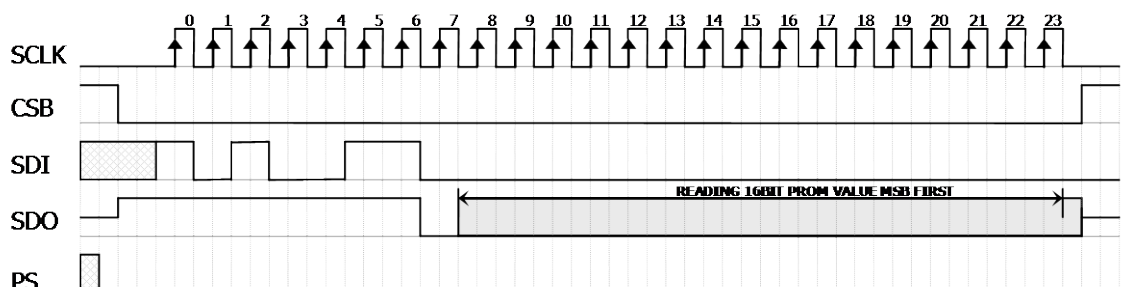 0 1 2 3 4 5 6 7 8 9 10 11 12 13 14 15 16 17 18 19 20 21 22 23
SCLK
CSB
SDI
READING 16BIT PROM VALUE MSB FIRST
SDO
PS